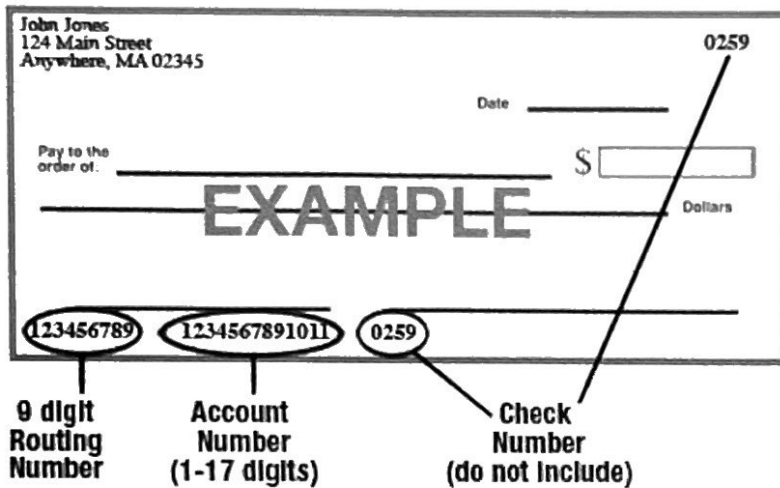 John Jones
124 Main Street
Anywhere, MA 02345
0259
Date
Pay to the
order of:
$
EXAMPLE
Dollars
123456789 1234567891011 0259
9 digit
Routing
Number
Account
Number
(1-17 digits)
Check
Number
(do not include)